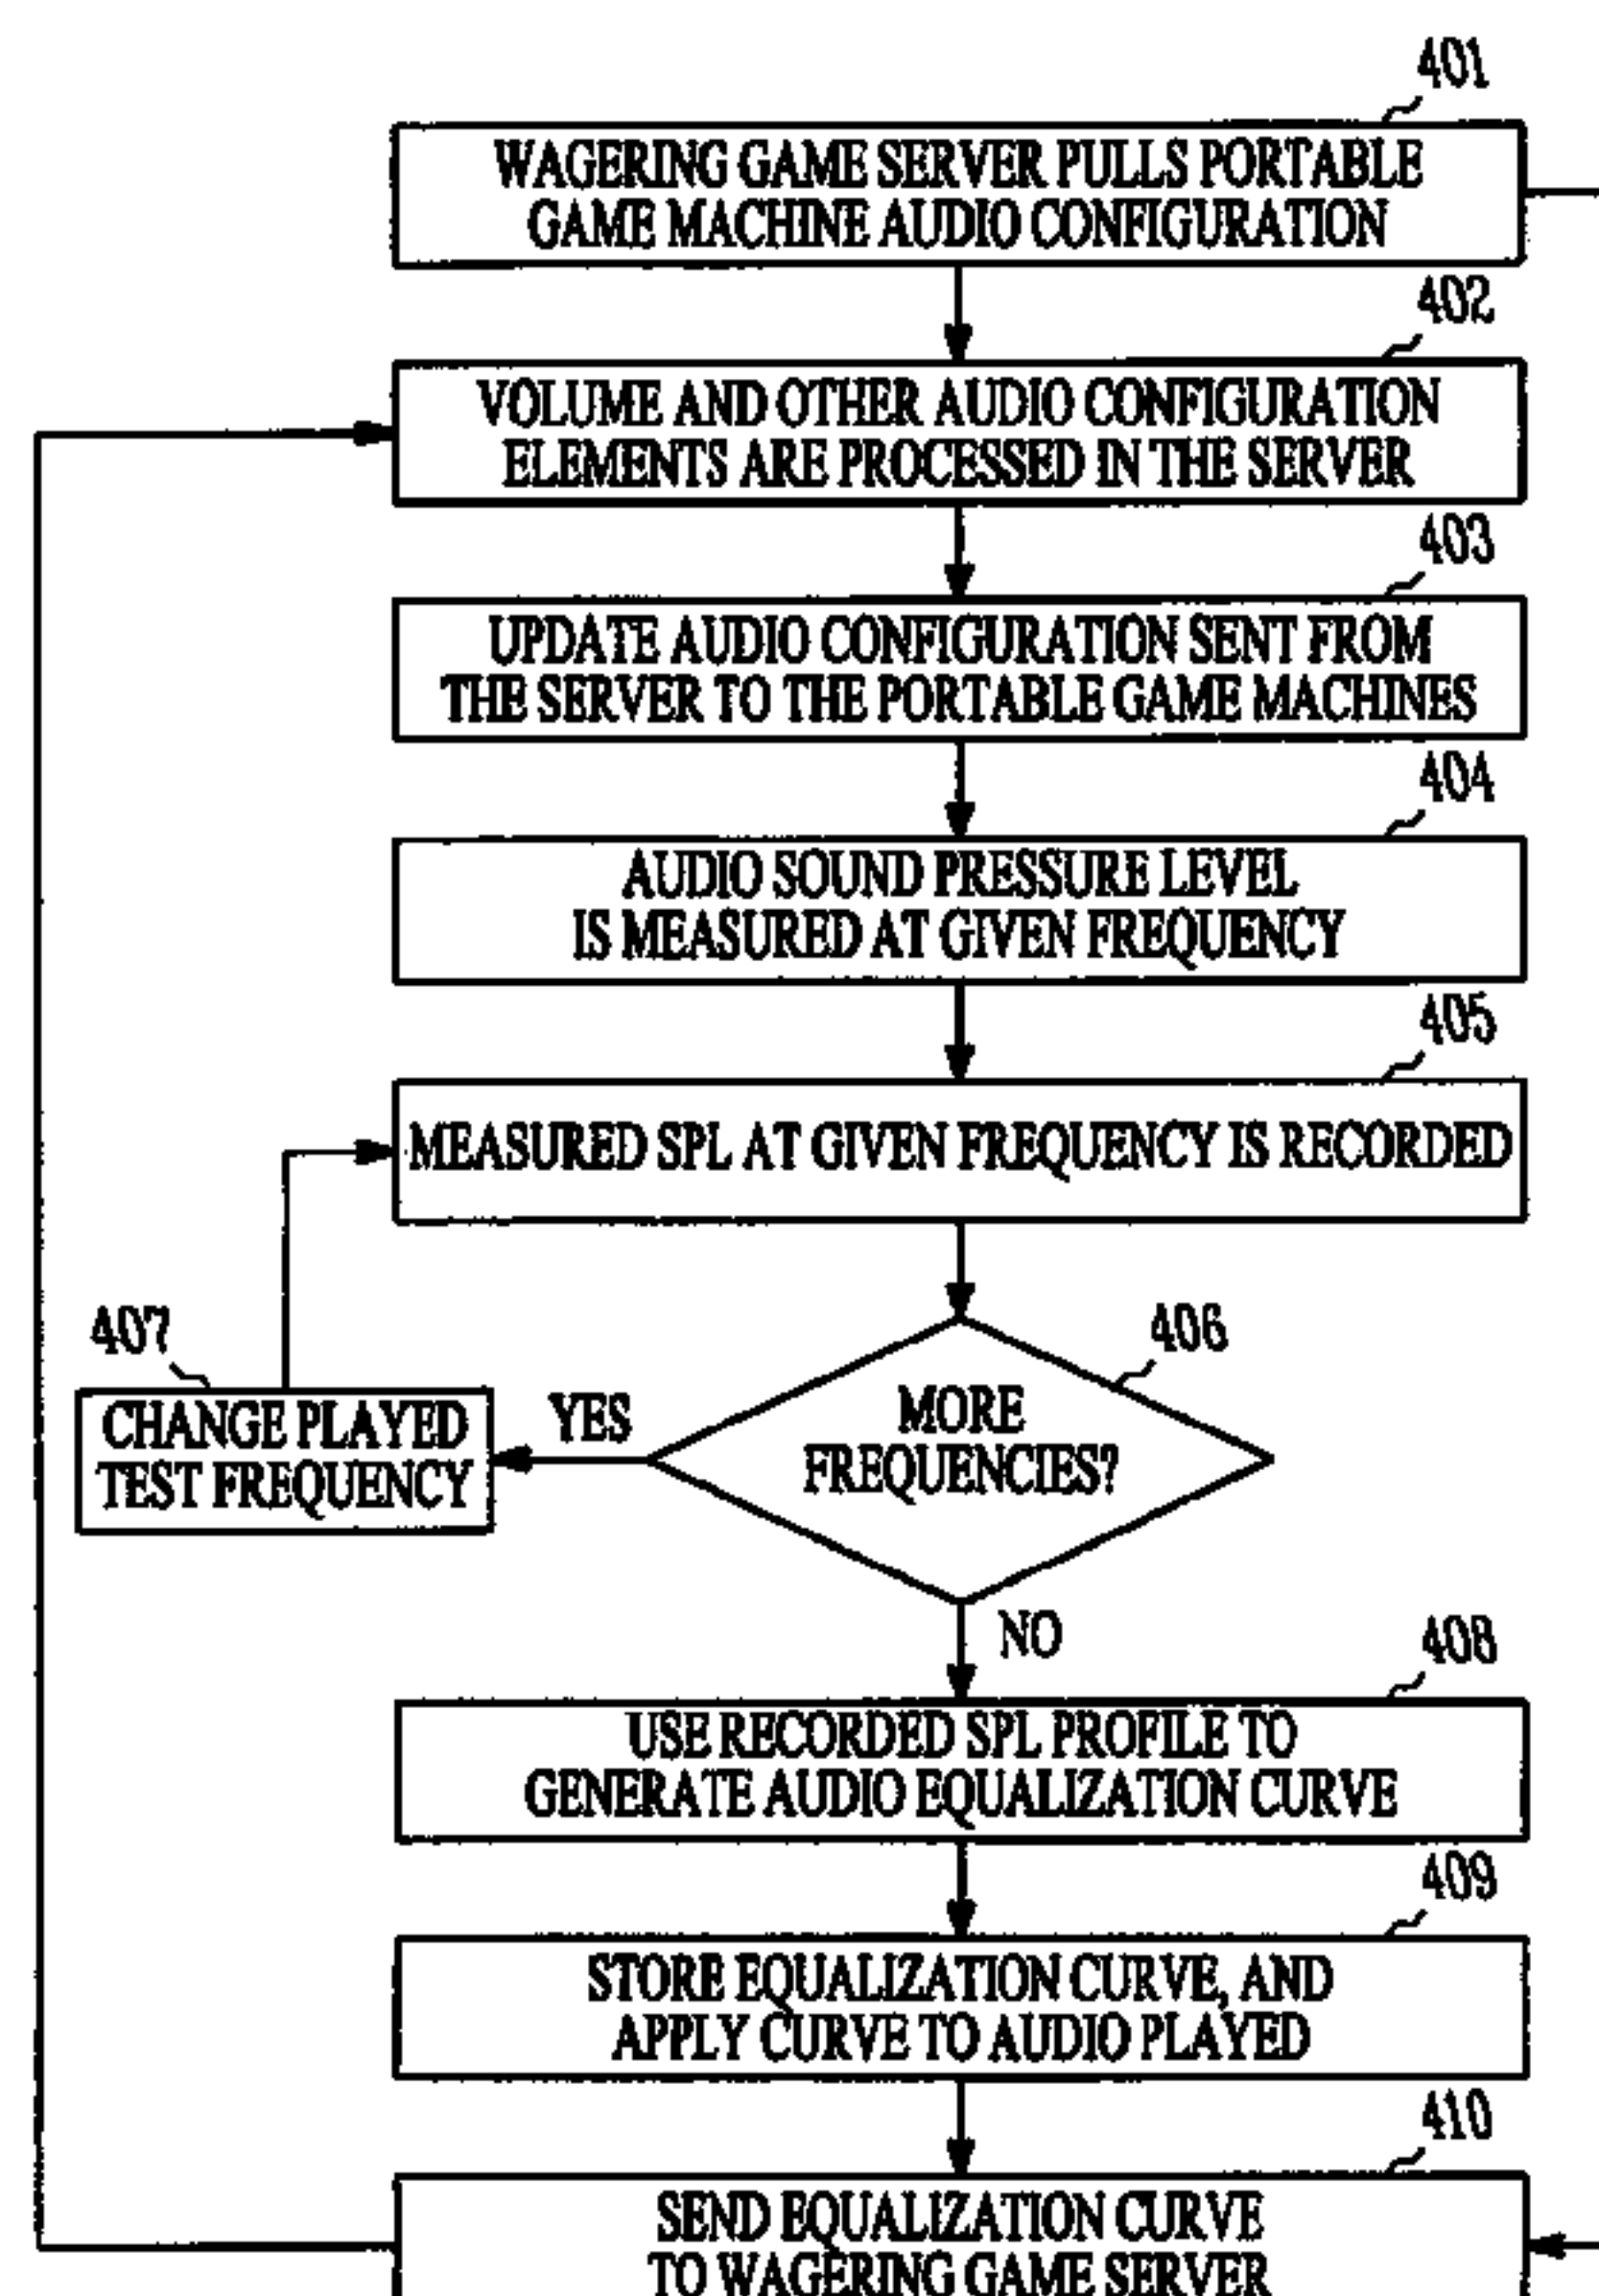 401
WAGERING GAME SERVER PULLS PORTABLE
GAME MACHINE AUDIO CONFIGURATION
402
VOLUME AND OTHER AUDIO CONFIGURATION
ELEMENTS ARE PROCESSED IN THE SERVER
403
UPDATE AUDIO CONFIGURATION SENT FROM
THE SERVER TO THE PORTABLE GAME MACHINES
404
AUDIO SOUND PRESSURE LEVEL
IS MEASURED AT GIVEN FREQUENCY
405
MEASURED SPL AT GIVEN FREQUENCY IS RECORDED
406
MORE
FREQUENCIES?
YES
407
CHANGE PLAYED
TEST FREQUENCY
NO
408
USE RECORDED SPL PROFILE TO
GENERATE AUDIO EQUALIZATION CURVE
409
STORE EQUALIZATION CURVE, AND
APPLY CURVE TO AUDIO PLAYED
410
SEND EQUALIZATION CURVE
TO WAGERING GAME SERVER